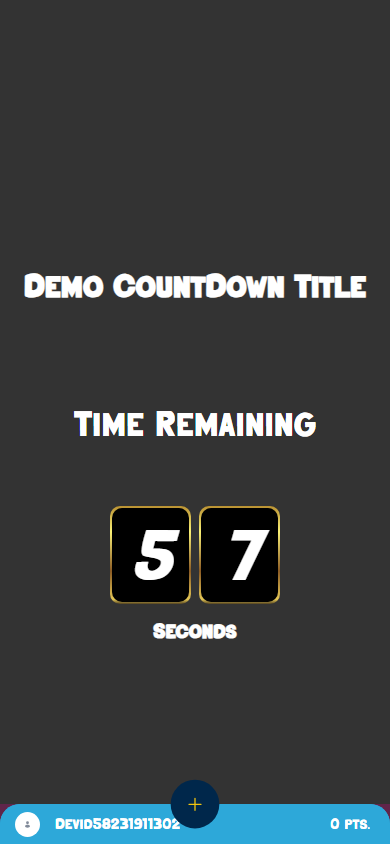 Demo CountDown Title
Time Remaining
5 7
Seconds
Devid58231911302
0 pts.